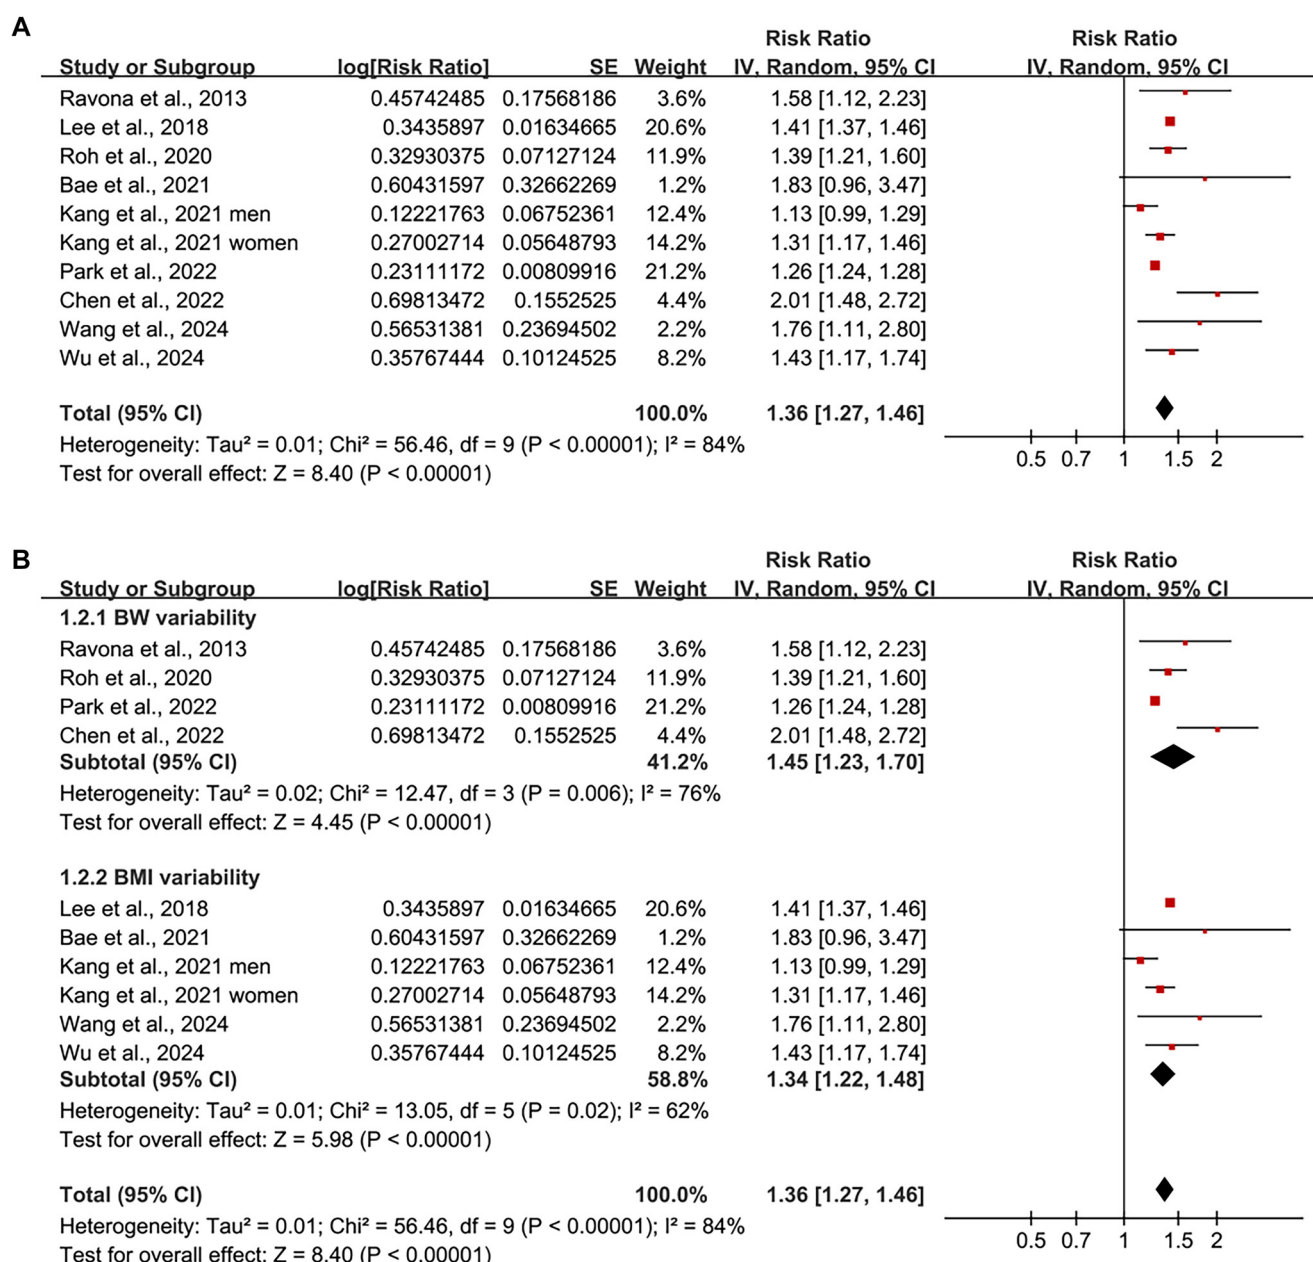 A
Risk Ratio Risk Ratio
Study or Subgroup log[Risk Ratio] SE Weight IV, Random, 95% CI IV, Random, 95% CI
Ravona et al., 2013 0.45742485 0.17568186 3.6% 1.58 [1.12, 2.23]
Lee et al., 2018 0.3435897 0.01634665 20.6% 1.41 [1.37, 1.46]
Roh et al., 2020 0.32930375 0.07127124 11.9% 1.39 [1.21, 1.60]
Bae et al., 2021 0.60431597 0.32662269 1.2% 1.83 [0.96, 3.47]
Kang et al., 2021 men 0.12221763 0.06752361 12.4% 1.13 [0.99, 1.29]
Kang et al., 2021 women 0.27002714 0.05648793 14.2% 1.31 [1.17, 1.46]
Park et al., 2022 0.23111172 0.00809916 21.2% 1.26 [1.24, 1.28]
Chen et al., 2022 0.69813472 0.1552525 4.4% 2.01 [1.48, 2.72]
Wang et al., 2024 0.56531381 0.23694502 2.2% 1.76 [1.11, 2.80]
Wu et al., 2024 0.35767444 0.10124525 8.2% 1.43 [1.17, 1.74]
Total (95% CI) 100.0% 1.36 [1.27, 1.46]
Heterogeneity: Tau² = 0.01; Chi² = 56.46, df = 9 (P < 0.00001); I² = 84%
Test for overall effect: Z = 8.40 (P < 0.00001)
0.5 0.7 1 1.5 2
B
Risk Ratio Risk Ratio
Study or Subgroup log[Risk Ratio] SE Weight IV, Random, 95% CI IV, Random, 95% CI
1.2.1 BW variability
Ravona et al., 2013 0.45742485 0.17568186 3.6% 1.58 [1.12, 2.23]
Roh et al., 2020 0.32930375 0.07127124 11.9% 1.39 [1.21, 1.60]
Park et al., 2022 0.23111172 0.00809916 21.2% 1.26 [1.24, 1.28]
Chen et al., 2022 0.69813472 0.1552525 4.4% 2.01 [1.48, 2.72]
Subtotal (95% CI) 41.2% 1.45 [1.23, 1.70]
Heterogeneity: Tau² = 0.02; Chi² = 12.47, df = 3 (P = 0.006); I² = 76%
Test for overall effect: Z = 4.45 (P < 0.00001)
1.2.2 BMI variability
Lee et al., 2018 0.3435897 0.01634665 20.6% 1.41 [1.37, 1.46]
Bae et al., 2021 0.60431597 0.32662269 1.2% 1.83 [0.96, 3.47]
Kang et al., 2021 men 0.12221763 0.06752361 12.4% 1.13 [0.99, 1.29]
Kang et al., 2021 women 0.27002714 0.05648793 14.2% 1.31 [1.17, 1.46]
Wang et al., 2024 0.56531381 0.23694502 2.2% 1.76 [1.11, 2.80]
Wu et al., 2024 0.35767444 0.10124525 8.2% 1.43 [1.17, 1.74]
Subtotal (95% CI) 58.8% 1.34 [1.22, 1.48]
Heterogeneity: Tau² = 0.01; Chi² = 13.05, df = 5 (P = 0.02); I² = 62%
Test for overall effect: Z = 5.98 (P < 0.00001)
Total (95% CI) 100.0% 1.36 [1.27, 1.46]
Heterogeneity: Tau² = 0.01; Chi² = 56.46, df = 9 (P < 0.00001); I² = 84%
Test for overall effect: Z = 8.40 (P < 0.00001)
0.5 0.7 1 1.5 2